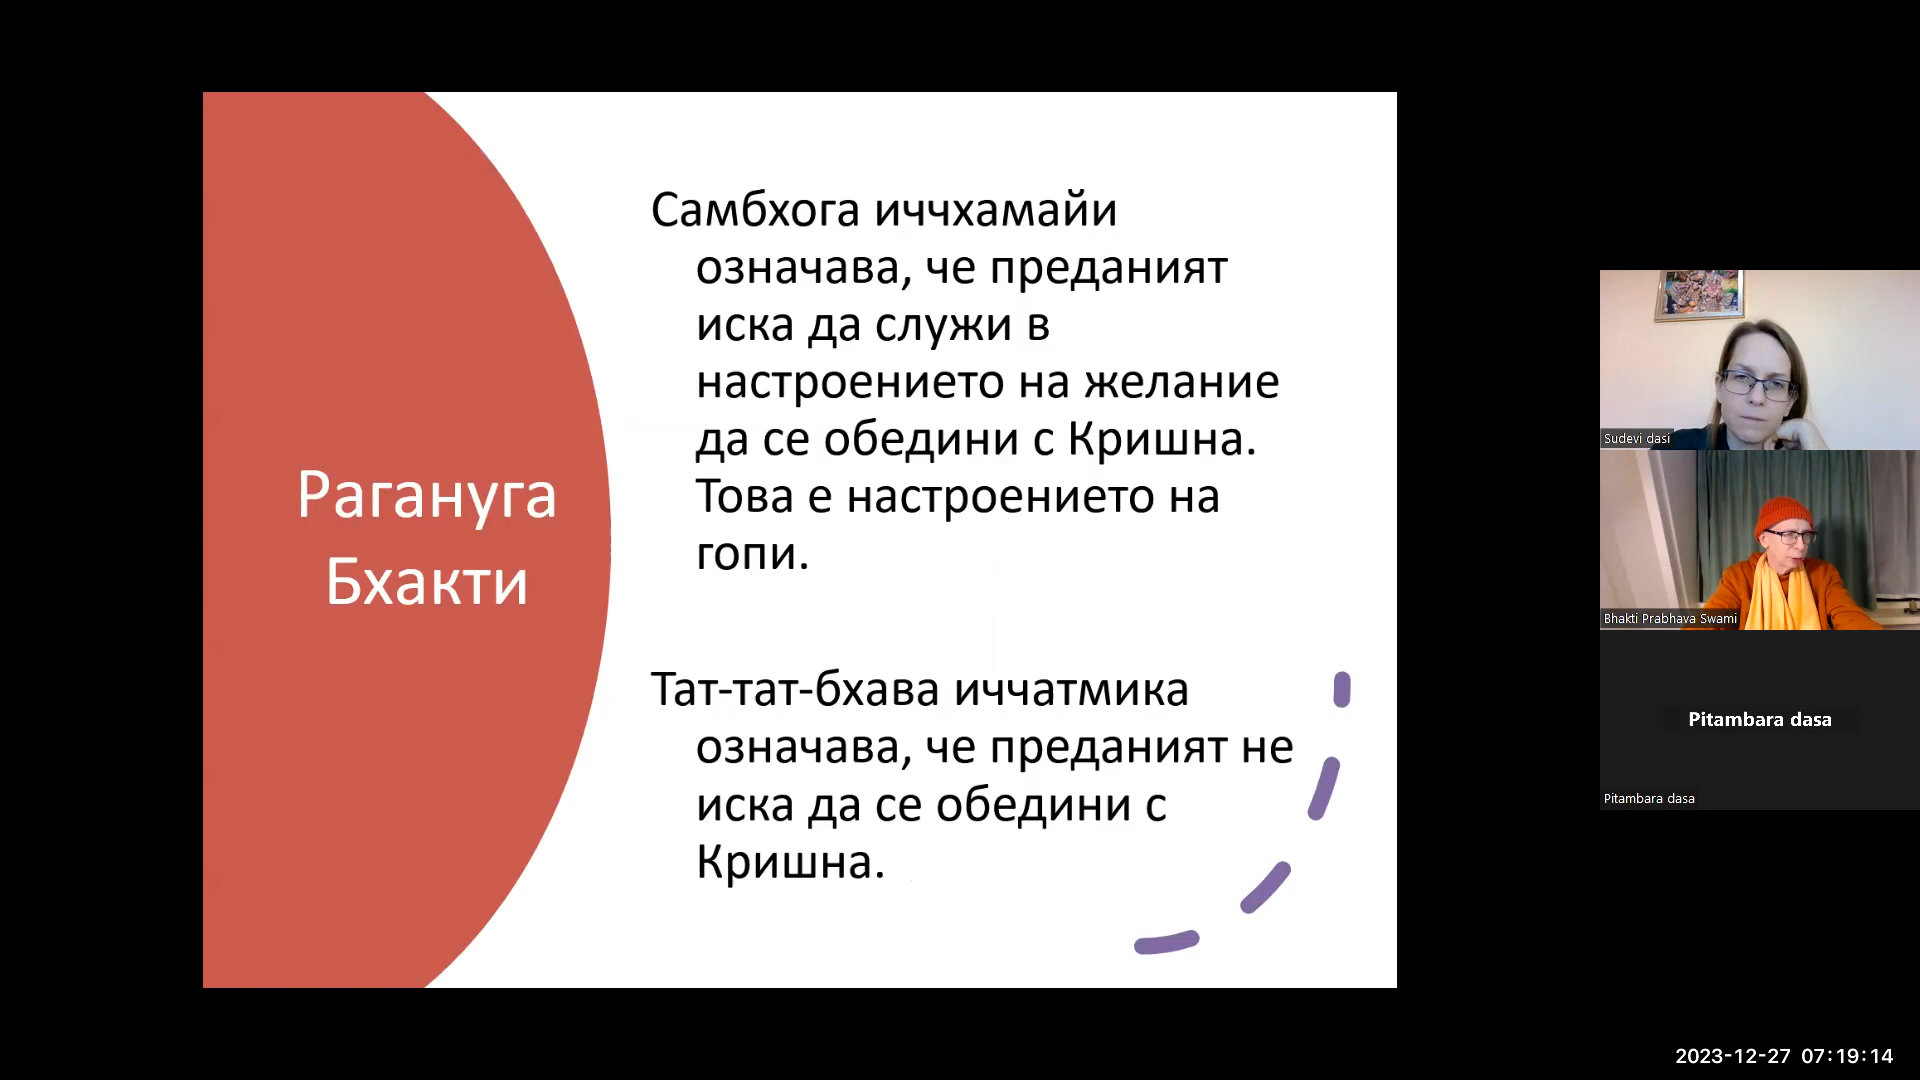 Рагануга
Бхакти
Самбхога иччхамайи
означава, че преданият
иска да служи в
настроението на желание
да се обедини с Кришна.
Това е настроението на
гопи.
Тат-тат-бхава иччатмика
означава, че преданият не
иска да се обедини с
Кришна.
Sudevi dasi
Bhakti Prabhava Swami
Pitambara dasa
Pitambara dasa
2023-12-27 07:19:14